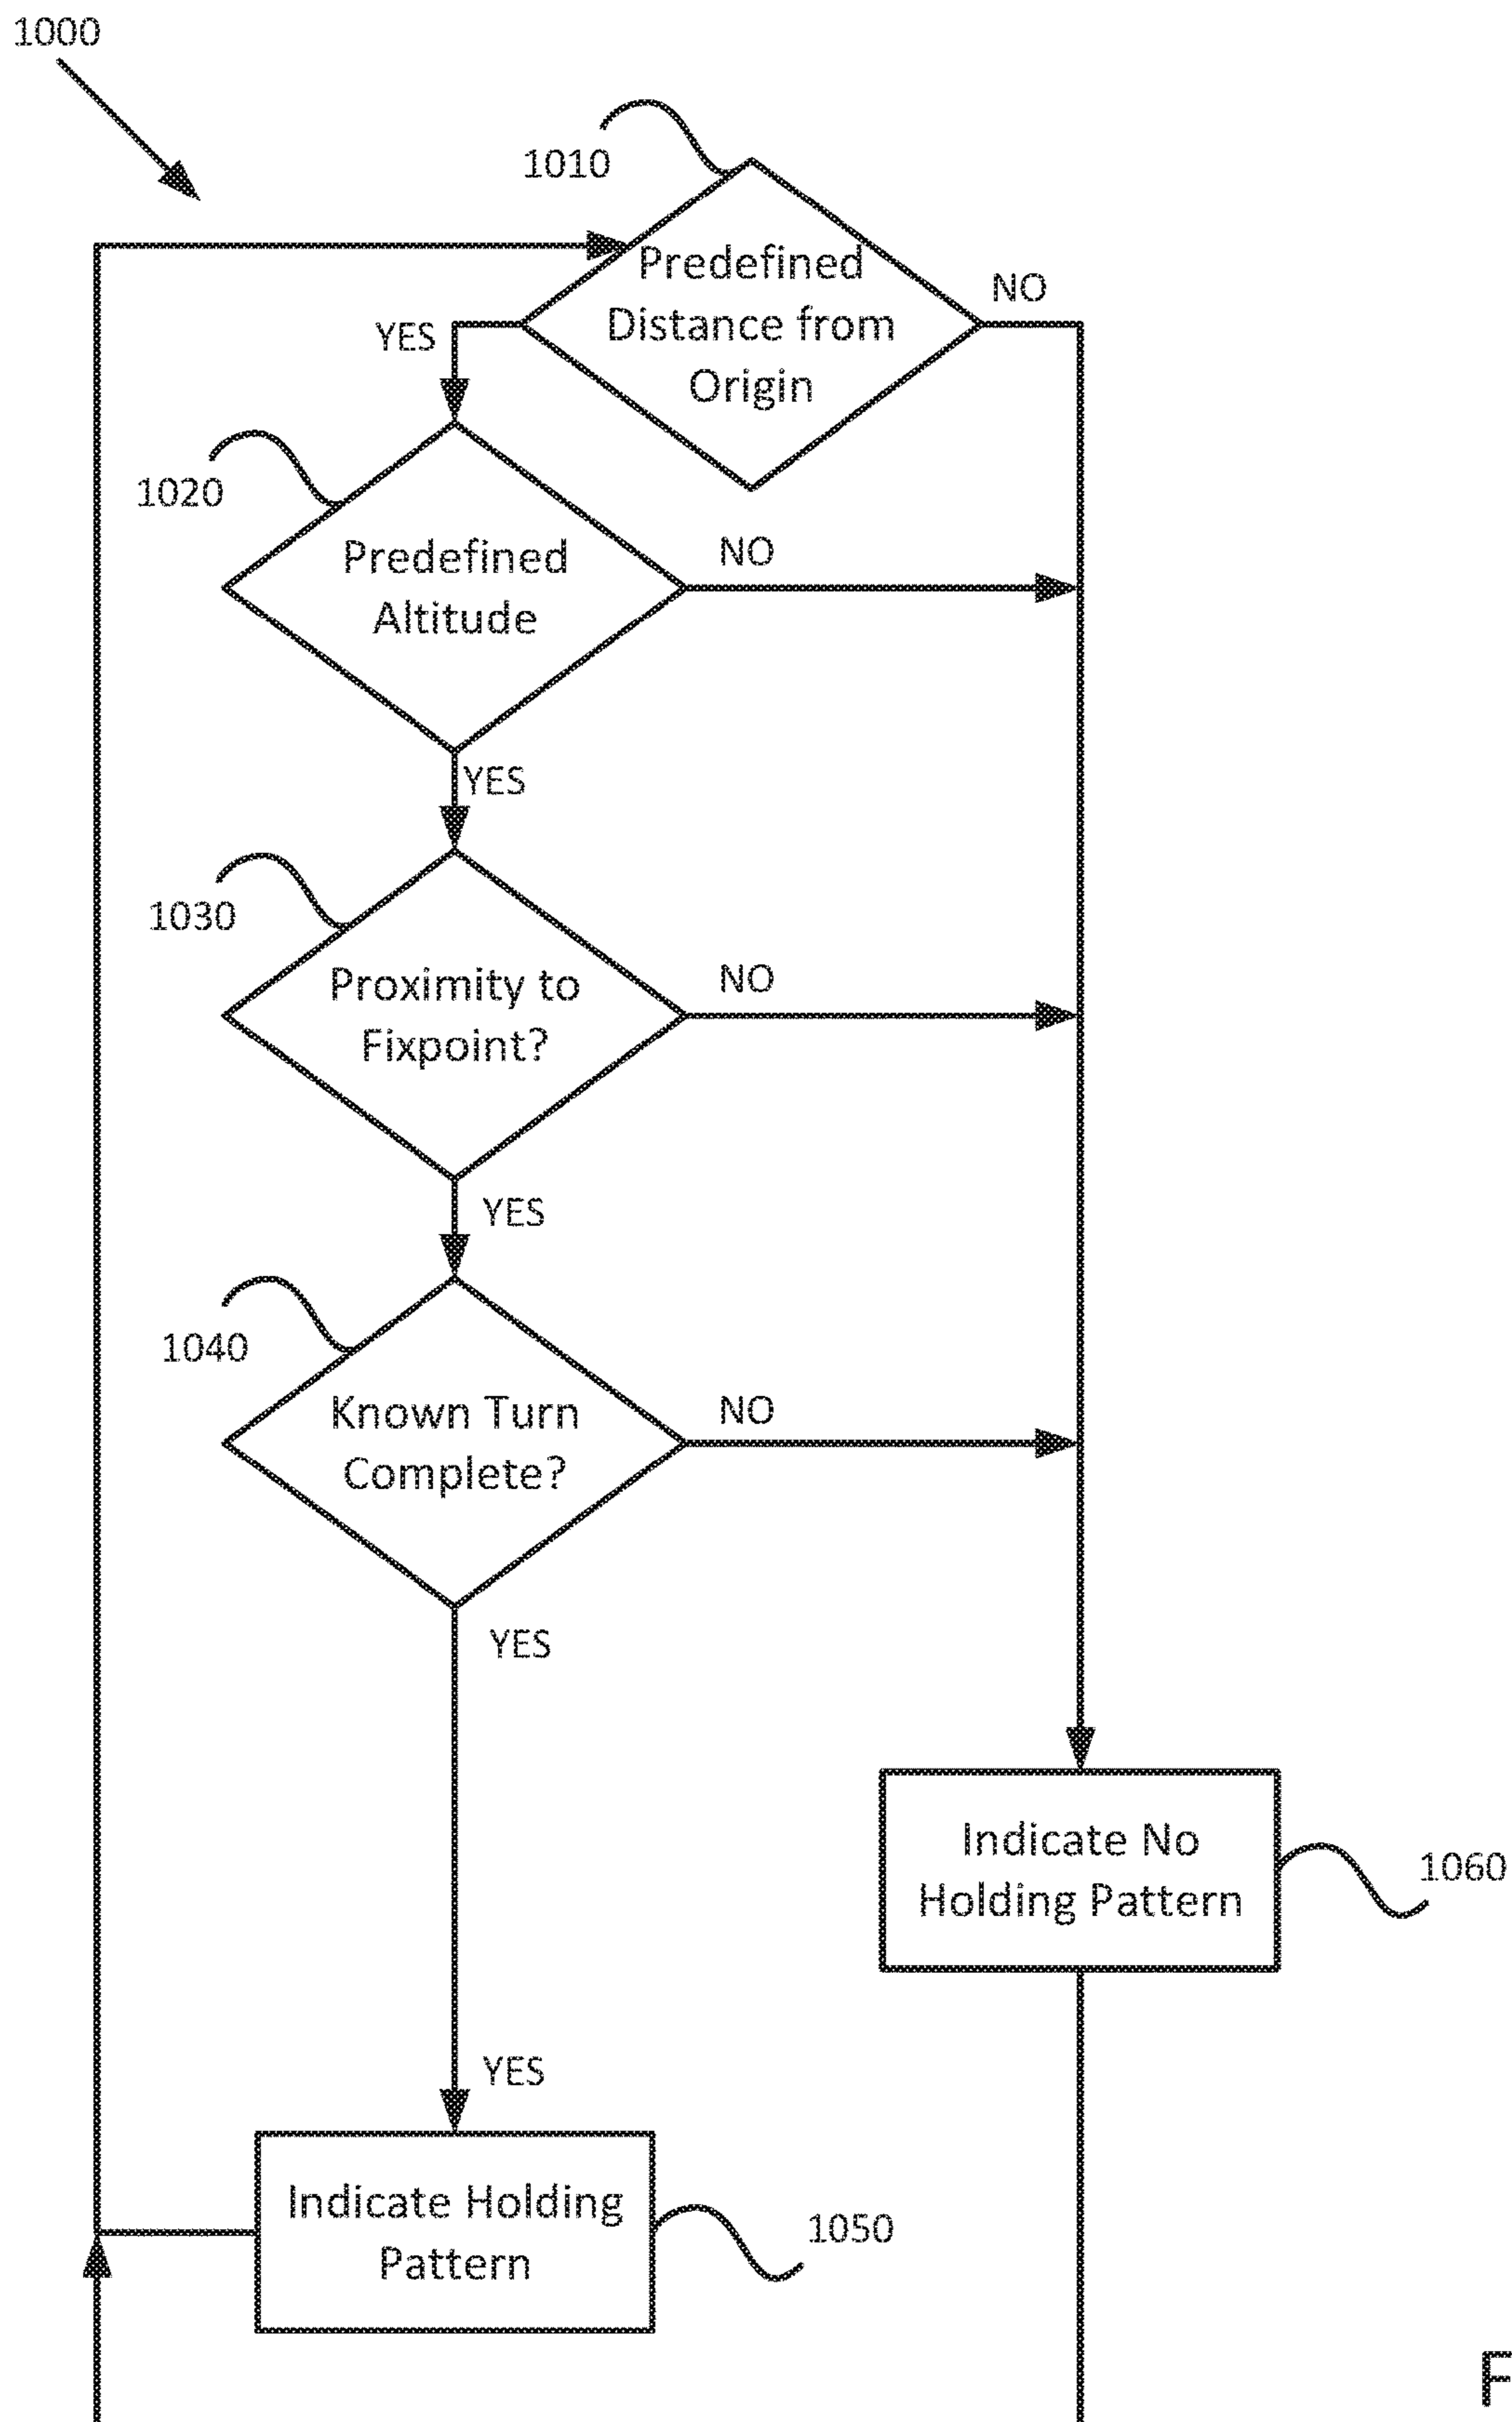 1000
1010
Predefined
Distance from
Origin
NO
YES
1020
Predefined
Altitude
NO
YES
1030
Proximity to
Fixpoint?
NO
YES
1040
Known Turn
Complete?
NO
YES
Indicate No
Holding Pattern
1060
YES
Indicate Holding
Pattern
1050
F